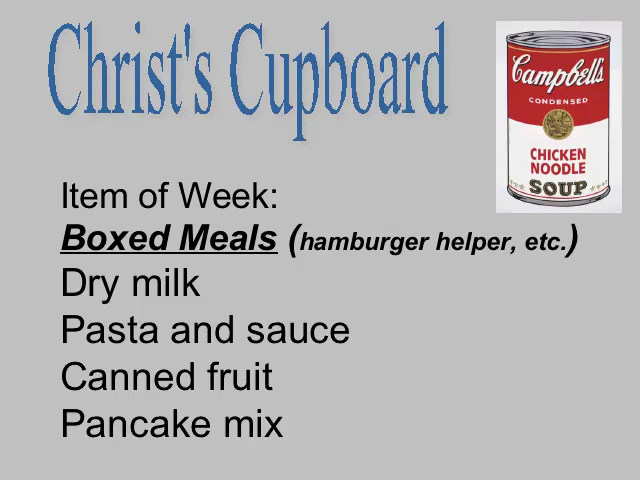 Christ's Cupboard
Campbell's
CONDENSED
CHICKEN
NOODLE
SOUP
Item of Week:
Boxed Meals (hamburger helper, etc.)
Dry milk
Pasta and sauce
Canned fruit
Pancake mix